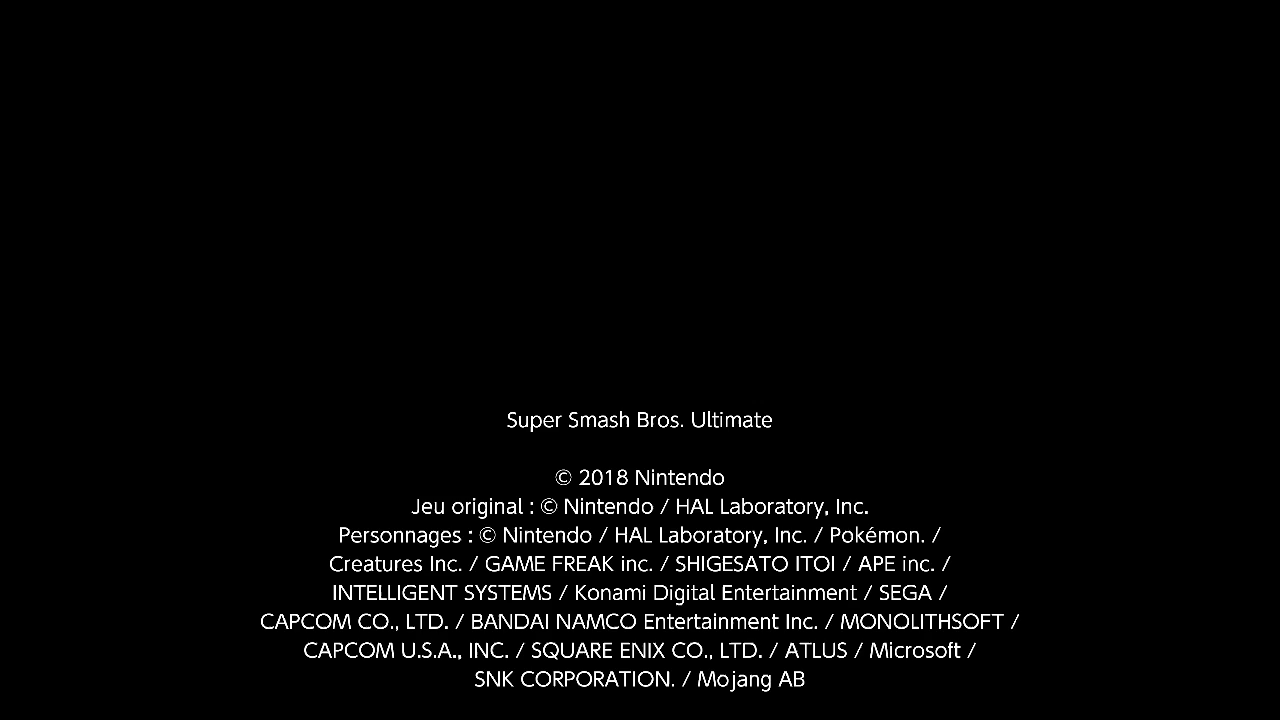 Super Smash Bros. Ultimate
© 2018 Nintendo
Jeu original : © Nintendo / HAL Laboratory, Inc.
Personnages : © Nintendo / HAL Laboratory, Inc. / Pokémon. /
Creatures Inc. / GAME FREAK inc. / SHIGESATO ITOI / APE inc. /
INTELLIGENT SYSTEMS / Konami Digital Entertainment / SEGA /
CAPCOM CO., LTD. / BANDAI NAMCO Entertainment Inc. / MONOLITHSOFT /
CAPCOM U.S.A., INC. / SQUARE ENIX CO., LTD. / ATLUS / Microsoft /
SNK CORPORATION. / Mojang AB